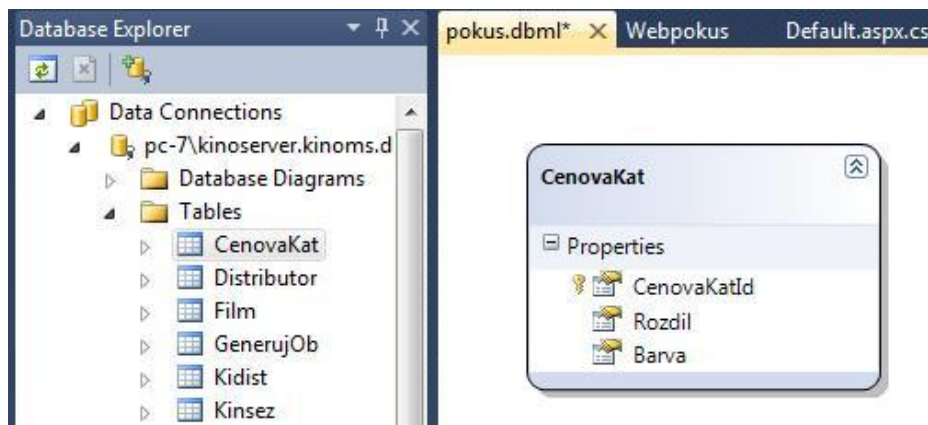 Database Explorer
pokus.dbml*
Webpokus
Default.aspx.cs
Data Connections
pc-7\kinoserver.kinoms.d
Database Diagrams
Tables
CenovaKat
Distributor
Film
GenerujOb
Kidist
Kinsez
CenovaKat
Properties
CenovaKatId
Rozdil
Barva